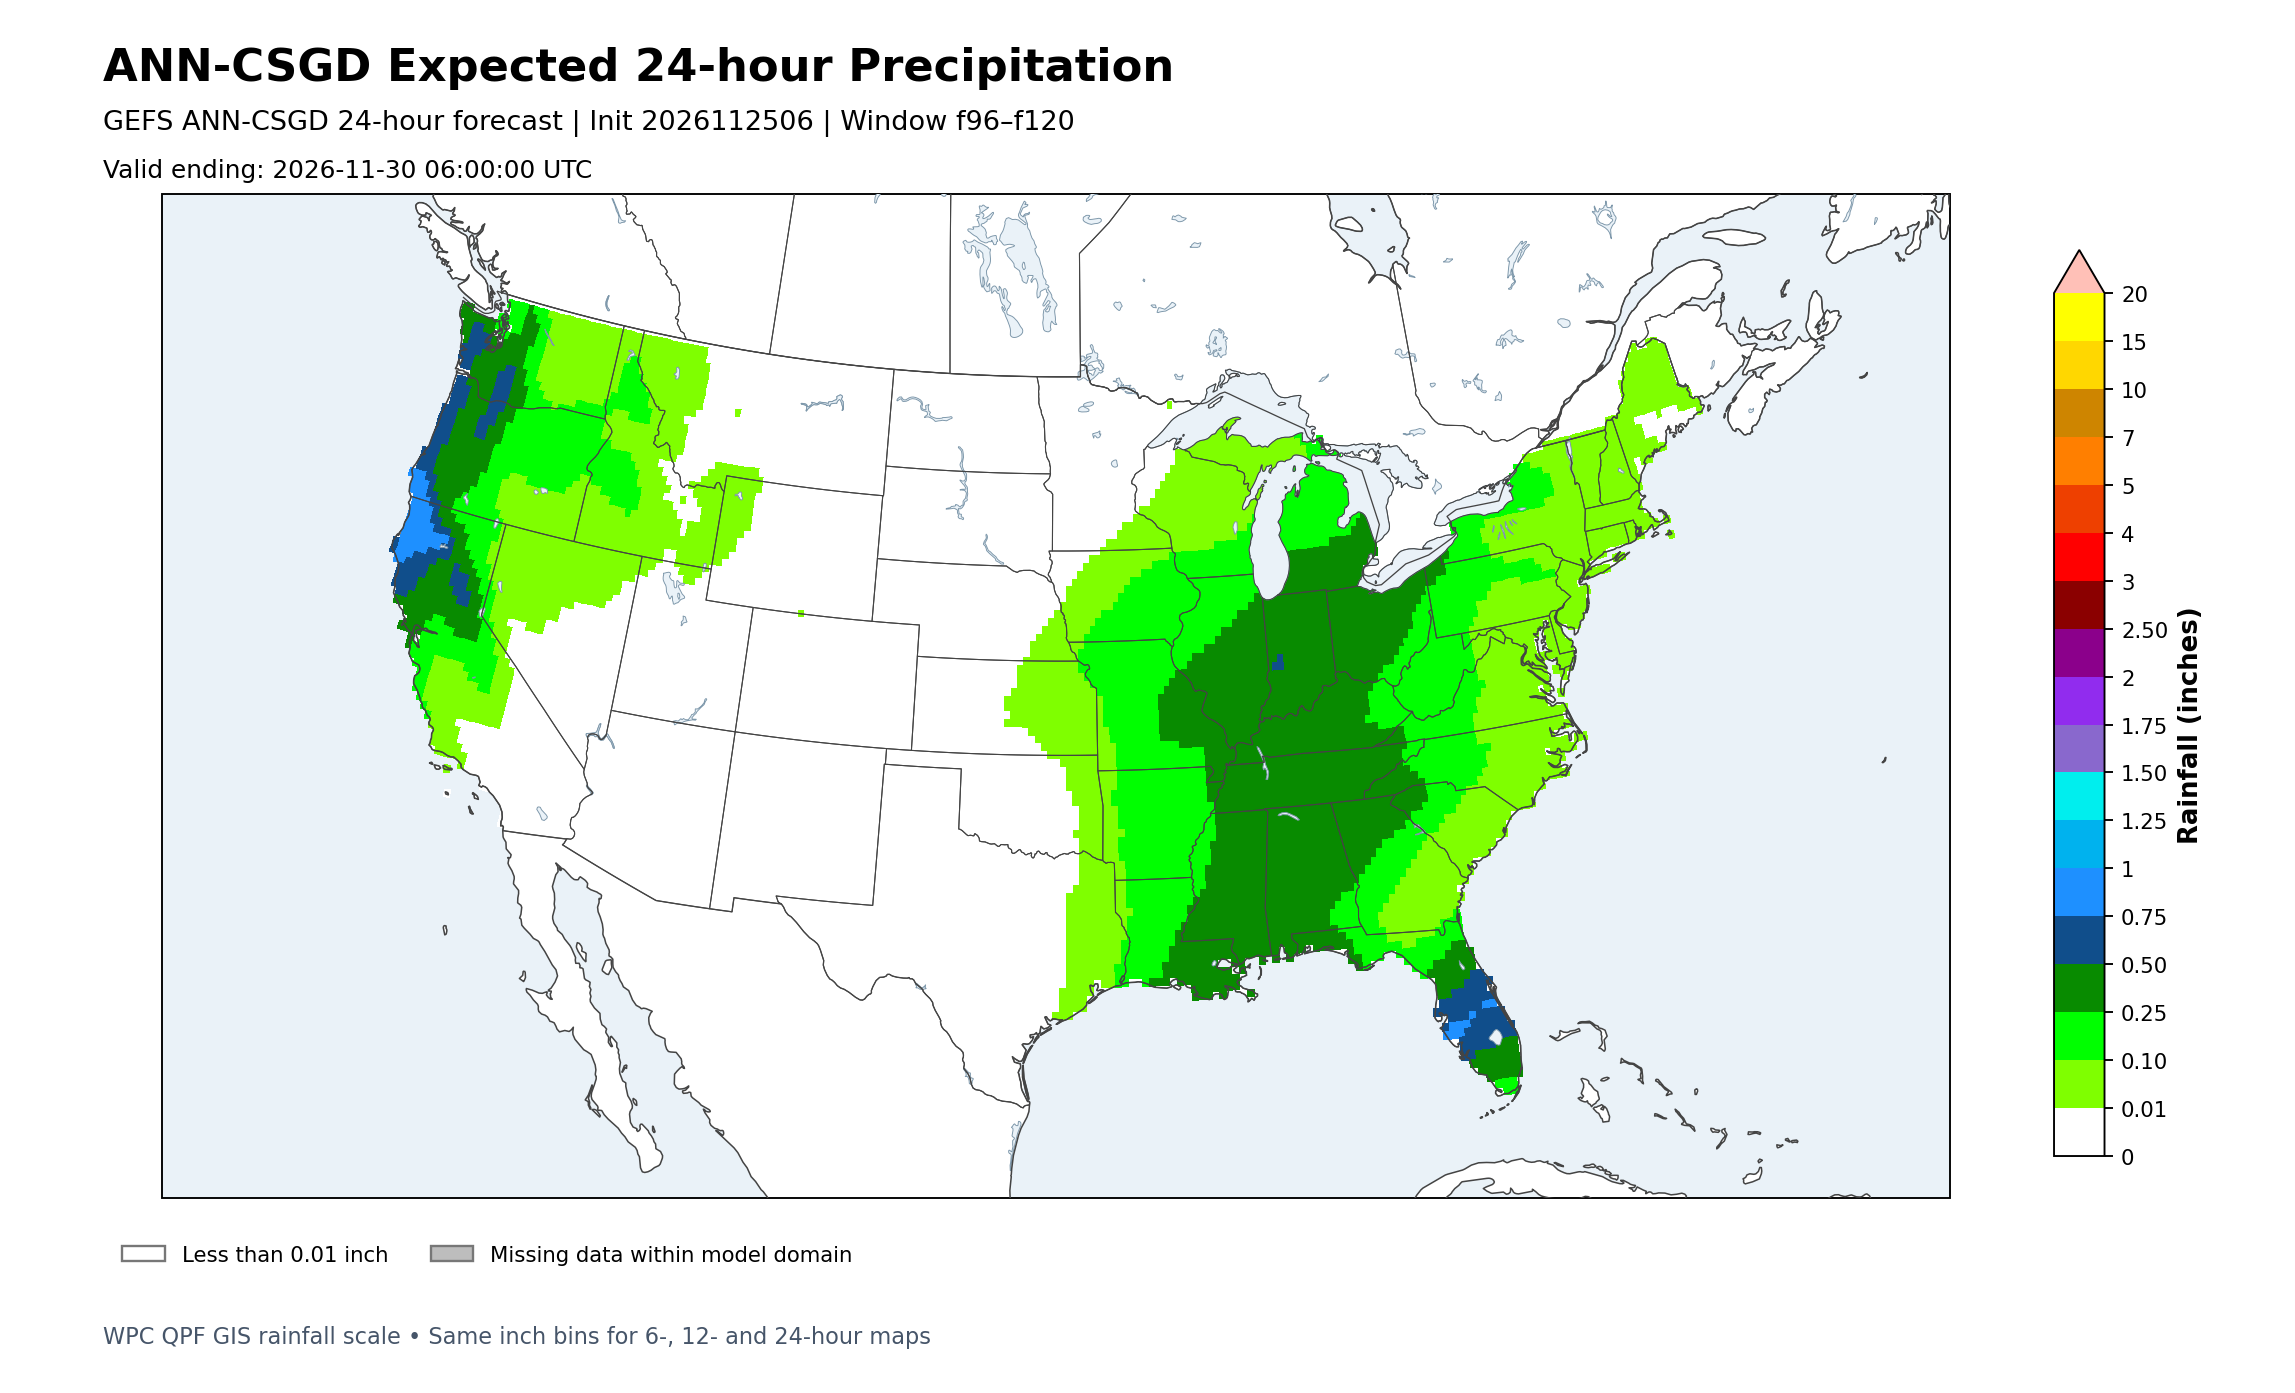 ANN-CSGD Expected 24-hour Precipitation
GEFS ANN-CSGD 24-hour forecast | Init 2026112506 | Window f96–f120
Valid ending: 2026-11-30 06:00:00 UTC
20
15
10
7
5
4
3
2.50
2
1.75
1.50
1.25
1
0.75
0.50
0.25
0.10
0.01
0
Rainfall (inches)
Less than 0.01 inch
Missing data within model domain
WPC QPF GIS rainfall scale • Same inch bins for 6-, 12- and 24-hour maps